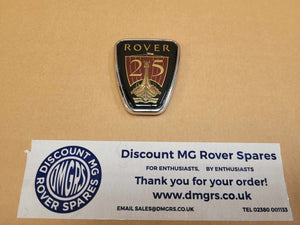 ROVER
25
DISCOUNT MG
DMGRS
ROVER SPARES
Discount MG Rover Spares
FOR ENTHUSIASTS, BY ENTHUSIASTS
Thank you for your order!
www.dmgrs.co.uk
EMAIL SALES@DMGRS.CO.UK
TEL 02380 001133